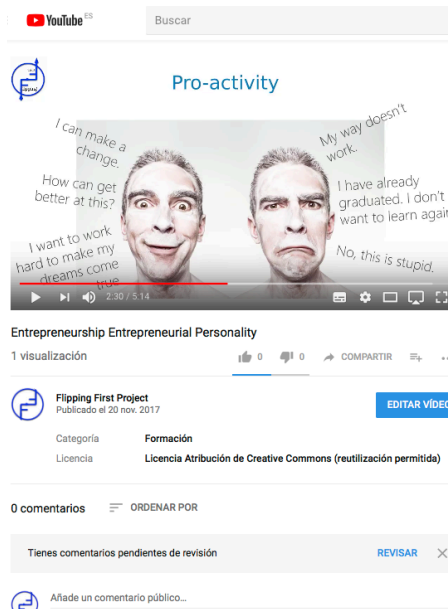 YouTube ES
Buscar
Pro-activity
I can make a
change.
How can get
better at this?
I want to work
hard to make my
dreams come
true
My way doesn't
work.
I have already
graduated. I don't
want to learn again
No, this is stupid.
2:30 / 5:14
Entrepreneurship Entrepreneurial Personality
1 visualización
0
0
COMPARTIR
Flipping First Project
Publicado el 20 nov. 2017
EDITAR VÍDEO
Categoría
Formación
Licencia
Licencia Atribución de Creative Commons (reutilización permitida)
0 comentarios
ORDENAR POR
Tienes comentarios pendientes de revisión
REVISAR
Añade un comentario público...